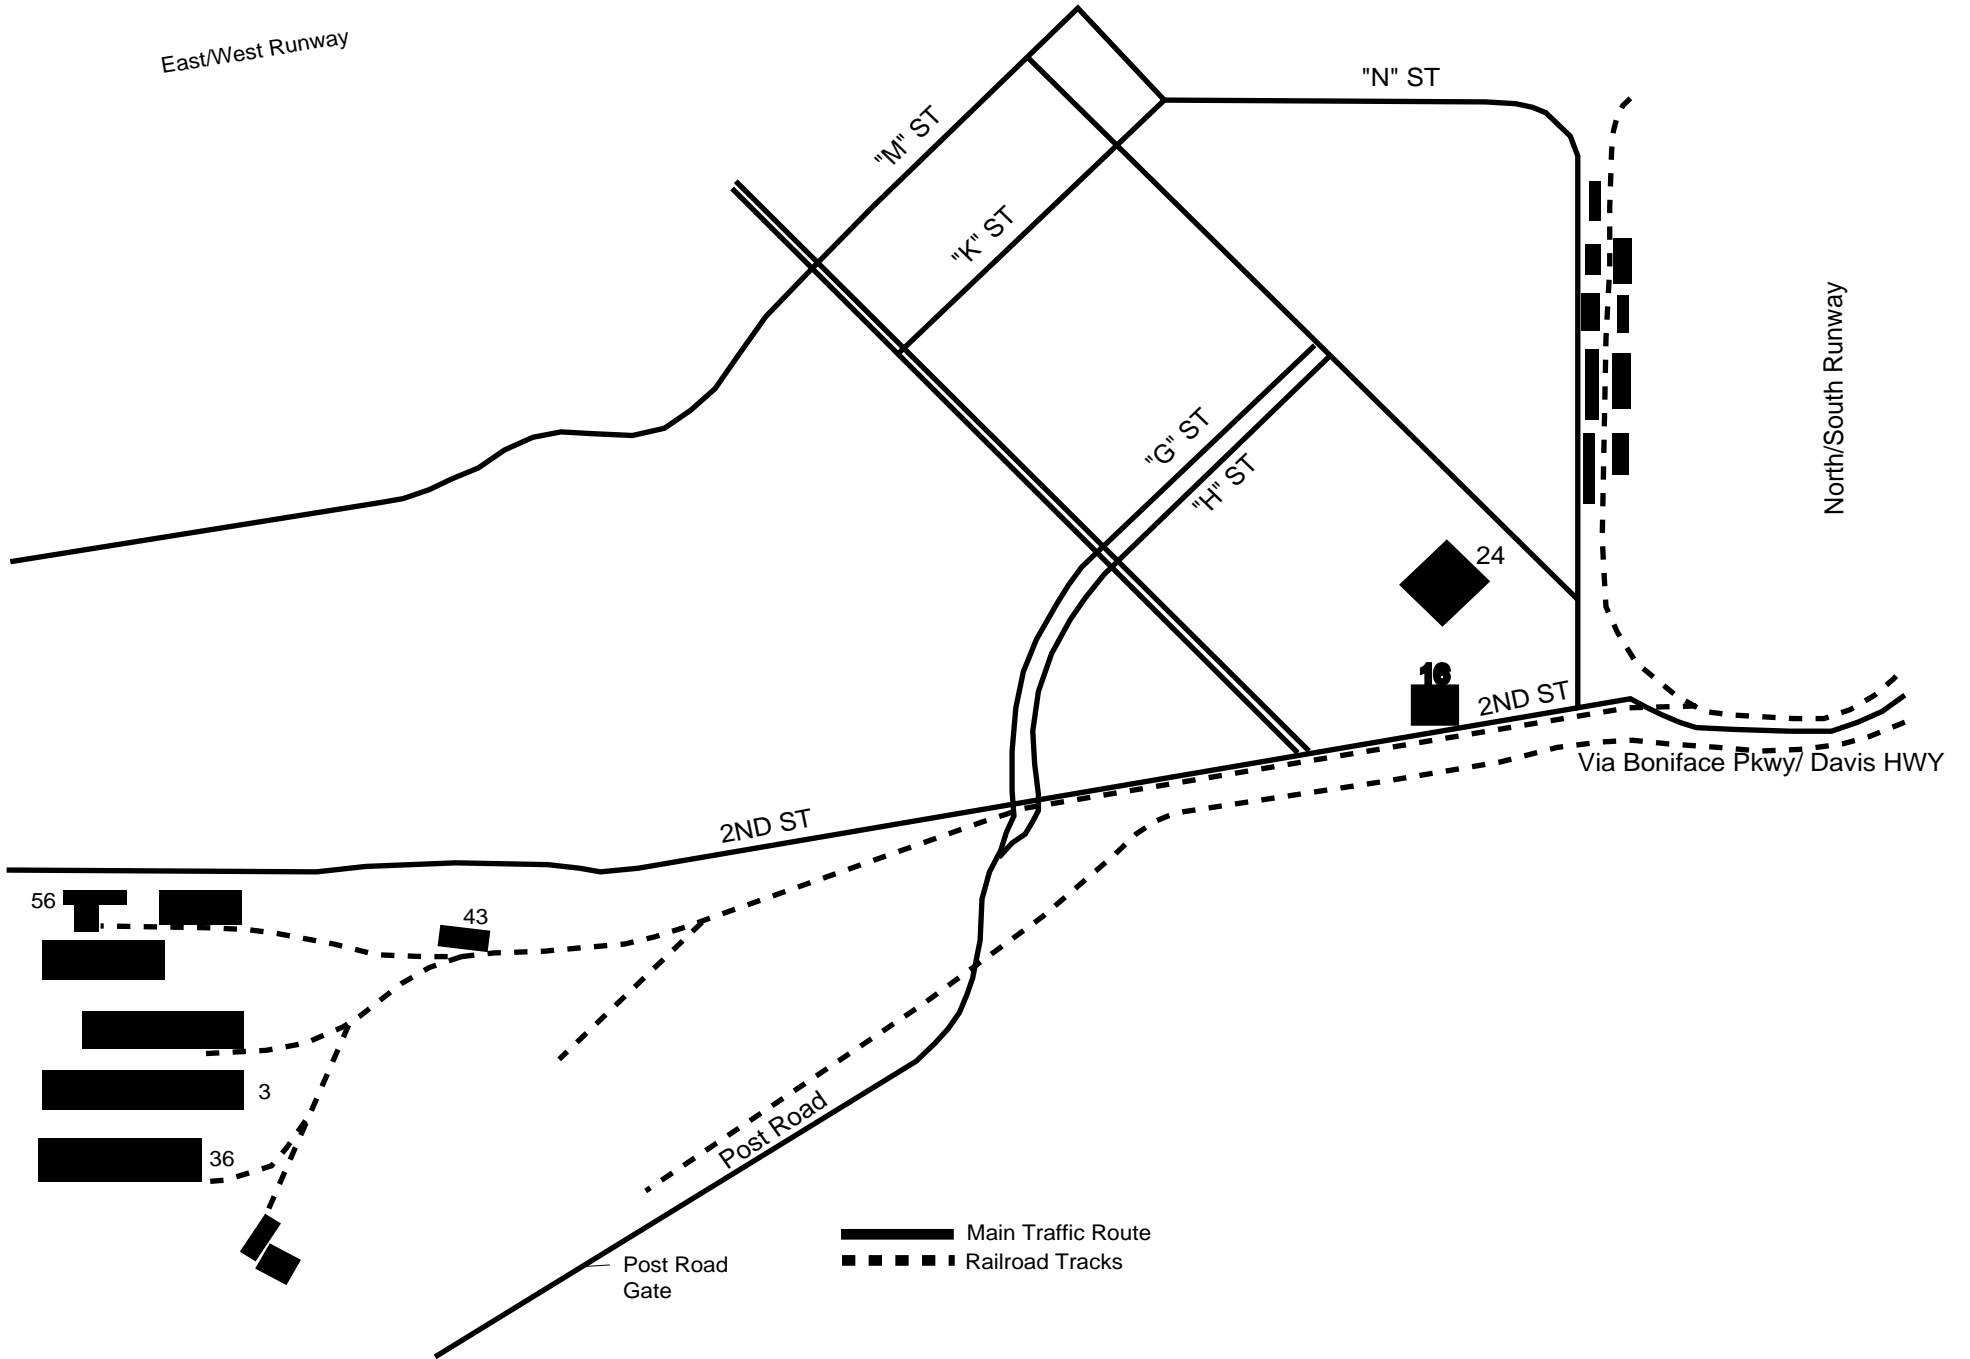 East/West Runway
"N" ST
"M" ST
"K" ST
North/South Runway
"G" ST
"H" ST
24
16
2ND ST
Via Boniface Pkwy/ Davis HWY
2ND ST
56
43
3
Post Road
36
Main Traffic Route
Railroad Tracks
Post Road
Gate